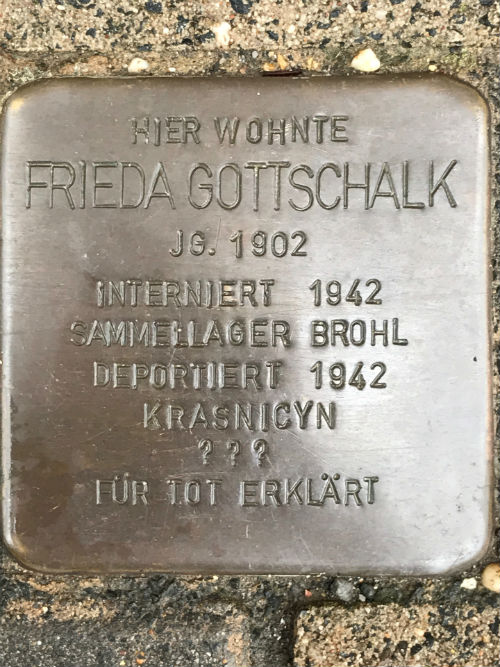 HIER WOHNTE
FRIEDA GOTTSCHALK
JG. 1902
INTERNIERT 1942
SAMMELLAGER BROHL
DEPORTIERT 1942
KRASNICYN
???
FÜR TOT ERKLÄRT